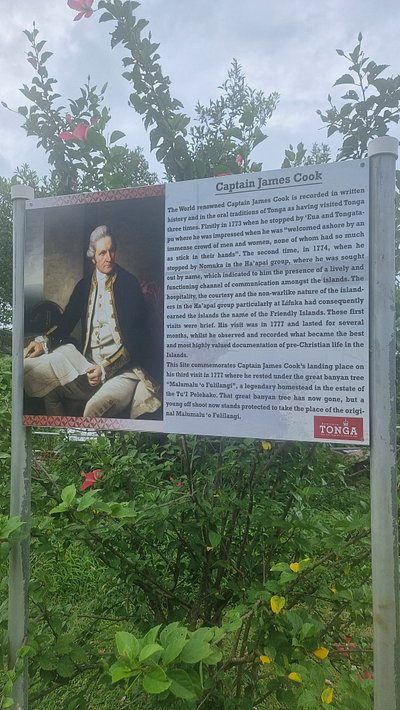 Captain James Cook
The World renowned Captain James Cook is recorded in written
history and in the oral traditions of Tonga as having visited Tonga
three times. Firstly in 1773 when he stopped by 'Eua and Tongata-
pu where he was impressed when he was "welcomed ashore by an
immense crowd of men and women, none of whom had so much
as stick in their hands". The second time, in 1774, when he
stopped by Nomuka in the Ha'apai group, where he was sought
out by name, which indicated to him the presence of a lively and
functioning channel of communication amongst the islands. The
hospitality, the courtesy and the non-warlike nature of the island-
ers in the Ha'apai group particularly at Lifuka had consequently
earned the islands the name of the Friendly Islands. These first
visits were brief. His visit was in 1777 and lasted for several
months, whilst he observed and recorded what became the best
and most highly valued documentation of pre-Christian life in the
Islands.
This Site commemorates Captain James Cook's landing place on
his third visit in 1777 where he rested under the great banyan tree
"Malumalu 'o Fulilangi", a legendary homestead in the estate of
the Tu'i Pelehake. That great banyan tree has now gone, but a
young off shoot now stands protected to take the place of the origi-
nal Malumalu 'o Fulilangi.
TONGA